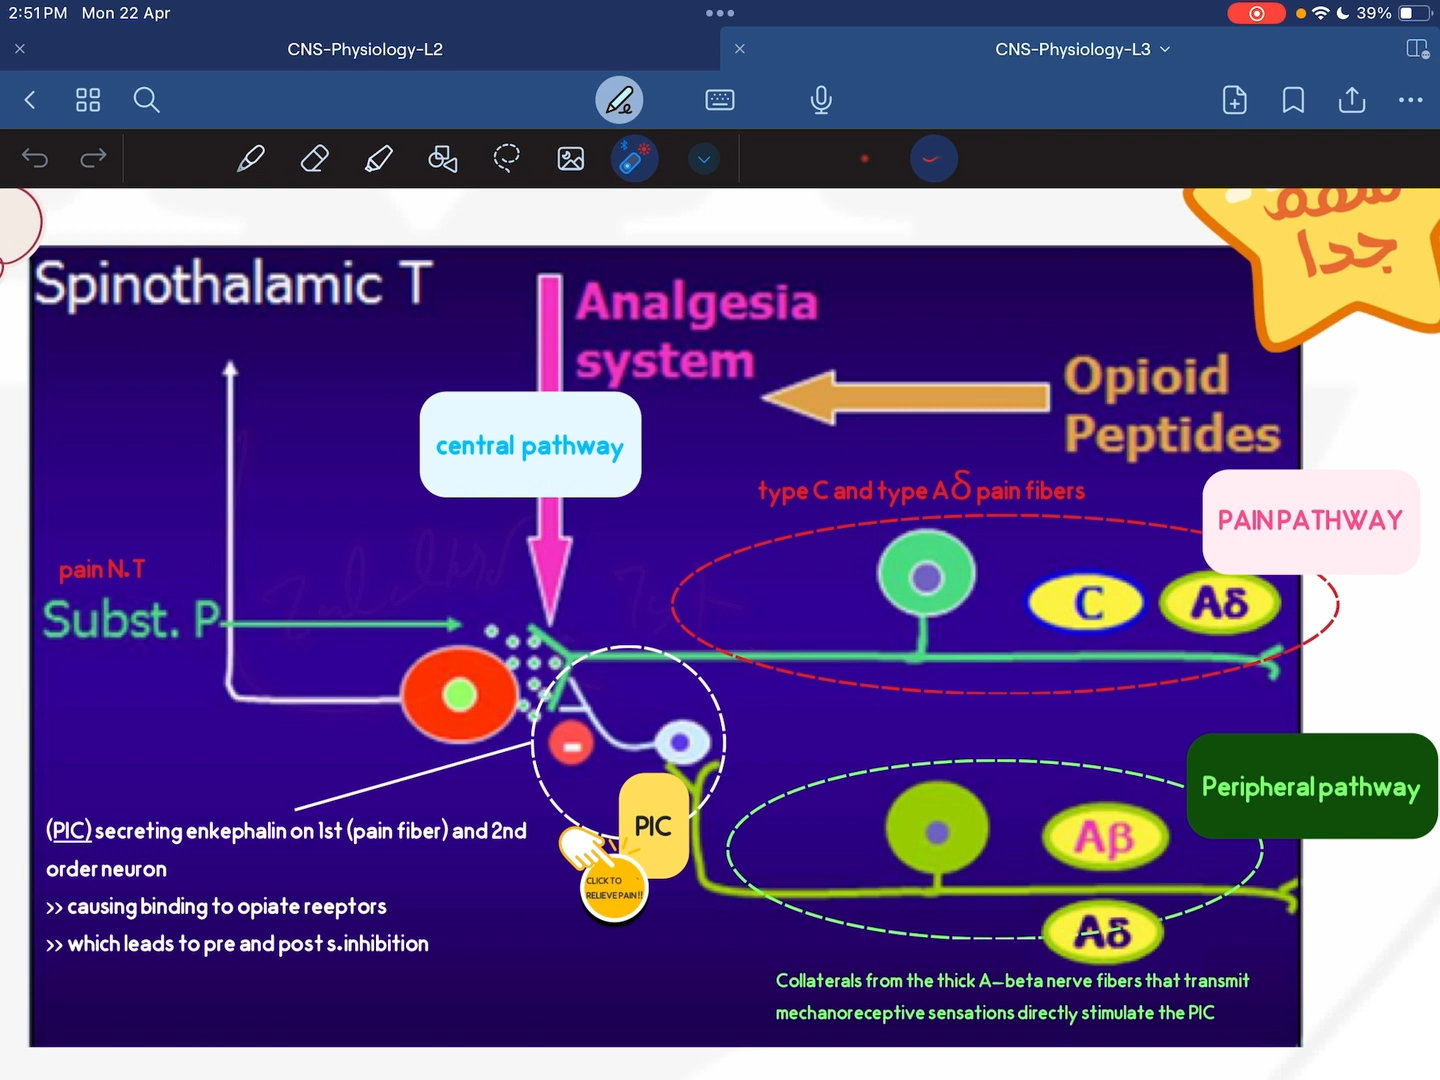 2:51 PM Mon 22 Apr
39%
CNS-Physiology-L2
CNS-Physiology-L3
جدا
Spinothalamic T
Analgesia
system
Opioid
Peptides
central pathway
type C and type Aδ pain fibers
PAIN PATHWAY
pain N.T
Subst. P
C
Aδ
Peripheral pathway
PIC
Aβ
(PIC) secreting enkephalin on 1st (pain fiber) and 2nd
order neuron
>> causing binding to opiate reeptors
>> which leads to pre and post s.inhibition
CLICK TO
RELIEVE PAIN!!
Aδ
Collaterals from the thick A-beta nerve fibers that transmit
mechanoreceptive sensations directly stimulate the PIC